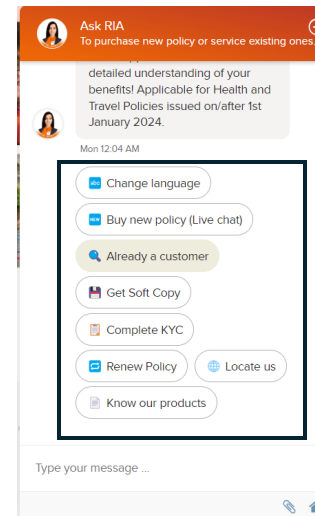 Ask RIA
To purchase new policy or service existing ones
detailed understanding of your
benefits! Applicable for Health and
Travel Policies issued on/after 1st
January 2024.
Mon 12:04 AM
abc Change language
NEW Buy new policy (Live chat)
Already a customer
Get Soft Copy
Complete KYC
Renew Policy Locate us
Know our products
Type your message ...